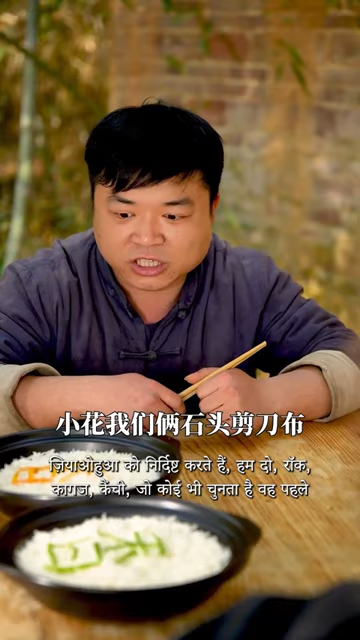 小花我们俩石头剪刀布
ज़ियाओहुआ को निर्दिष्ट करते हैं, हम दो, रॉक,
कागज, कैंची, जो कोई भी चुनता है वह पहले